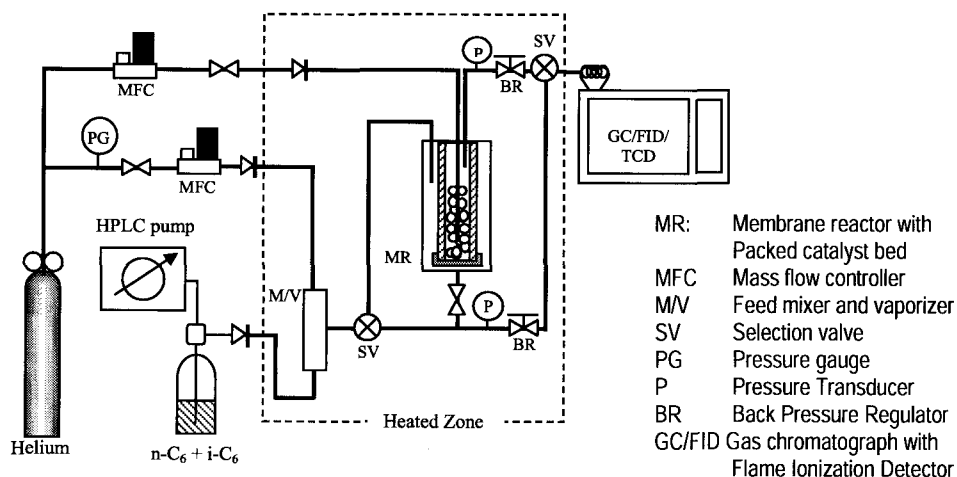 SV
P
MFC
BR
PG
GC/FID/
TCD
MFC
HPLC pump
MR
M/V
P
SV
BR
Heated Zone
Helium
n-C₆ + i-C₆
MR: Membrane reactor with
Packed catalyst bed
MFC Mass flow controller
M/V Feed mixer and vaporizer
SV Selection valve
PG Pressure gauge
P Pressure Transducer
BR Back Pressure Regulator
GC/FID Gas chromatograph with
Flame Ionization Detector